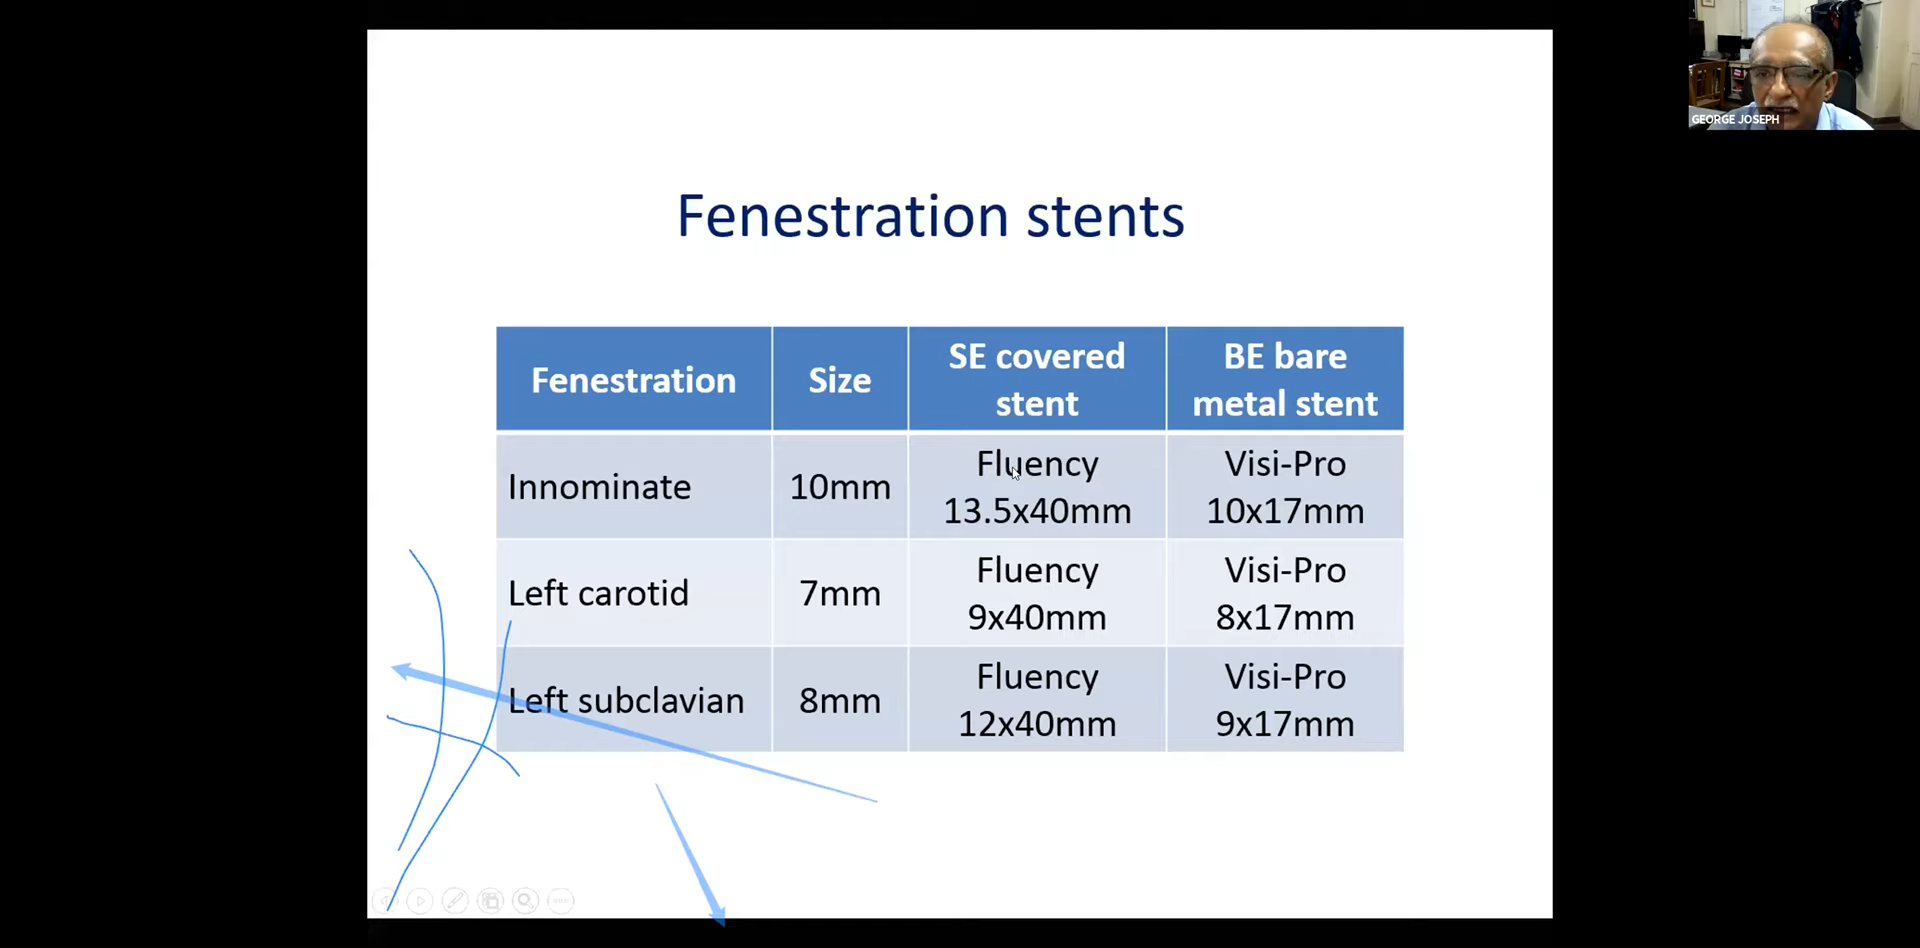 GEORGE JOSEPH
Fenestration stents
Fenestration
Size
SE covered
stent
BE bare
metal stent
Innominate
10mm
Fluency
13.5x40mm
Visi-Pro
10x17mm
Left carotid
7mm
Fluency
9x40mm
Visi-Pro
8x17mm
Left subclavian
8mm
Fluency
12x40mm
Visi-Pro
9x17mm